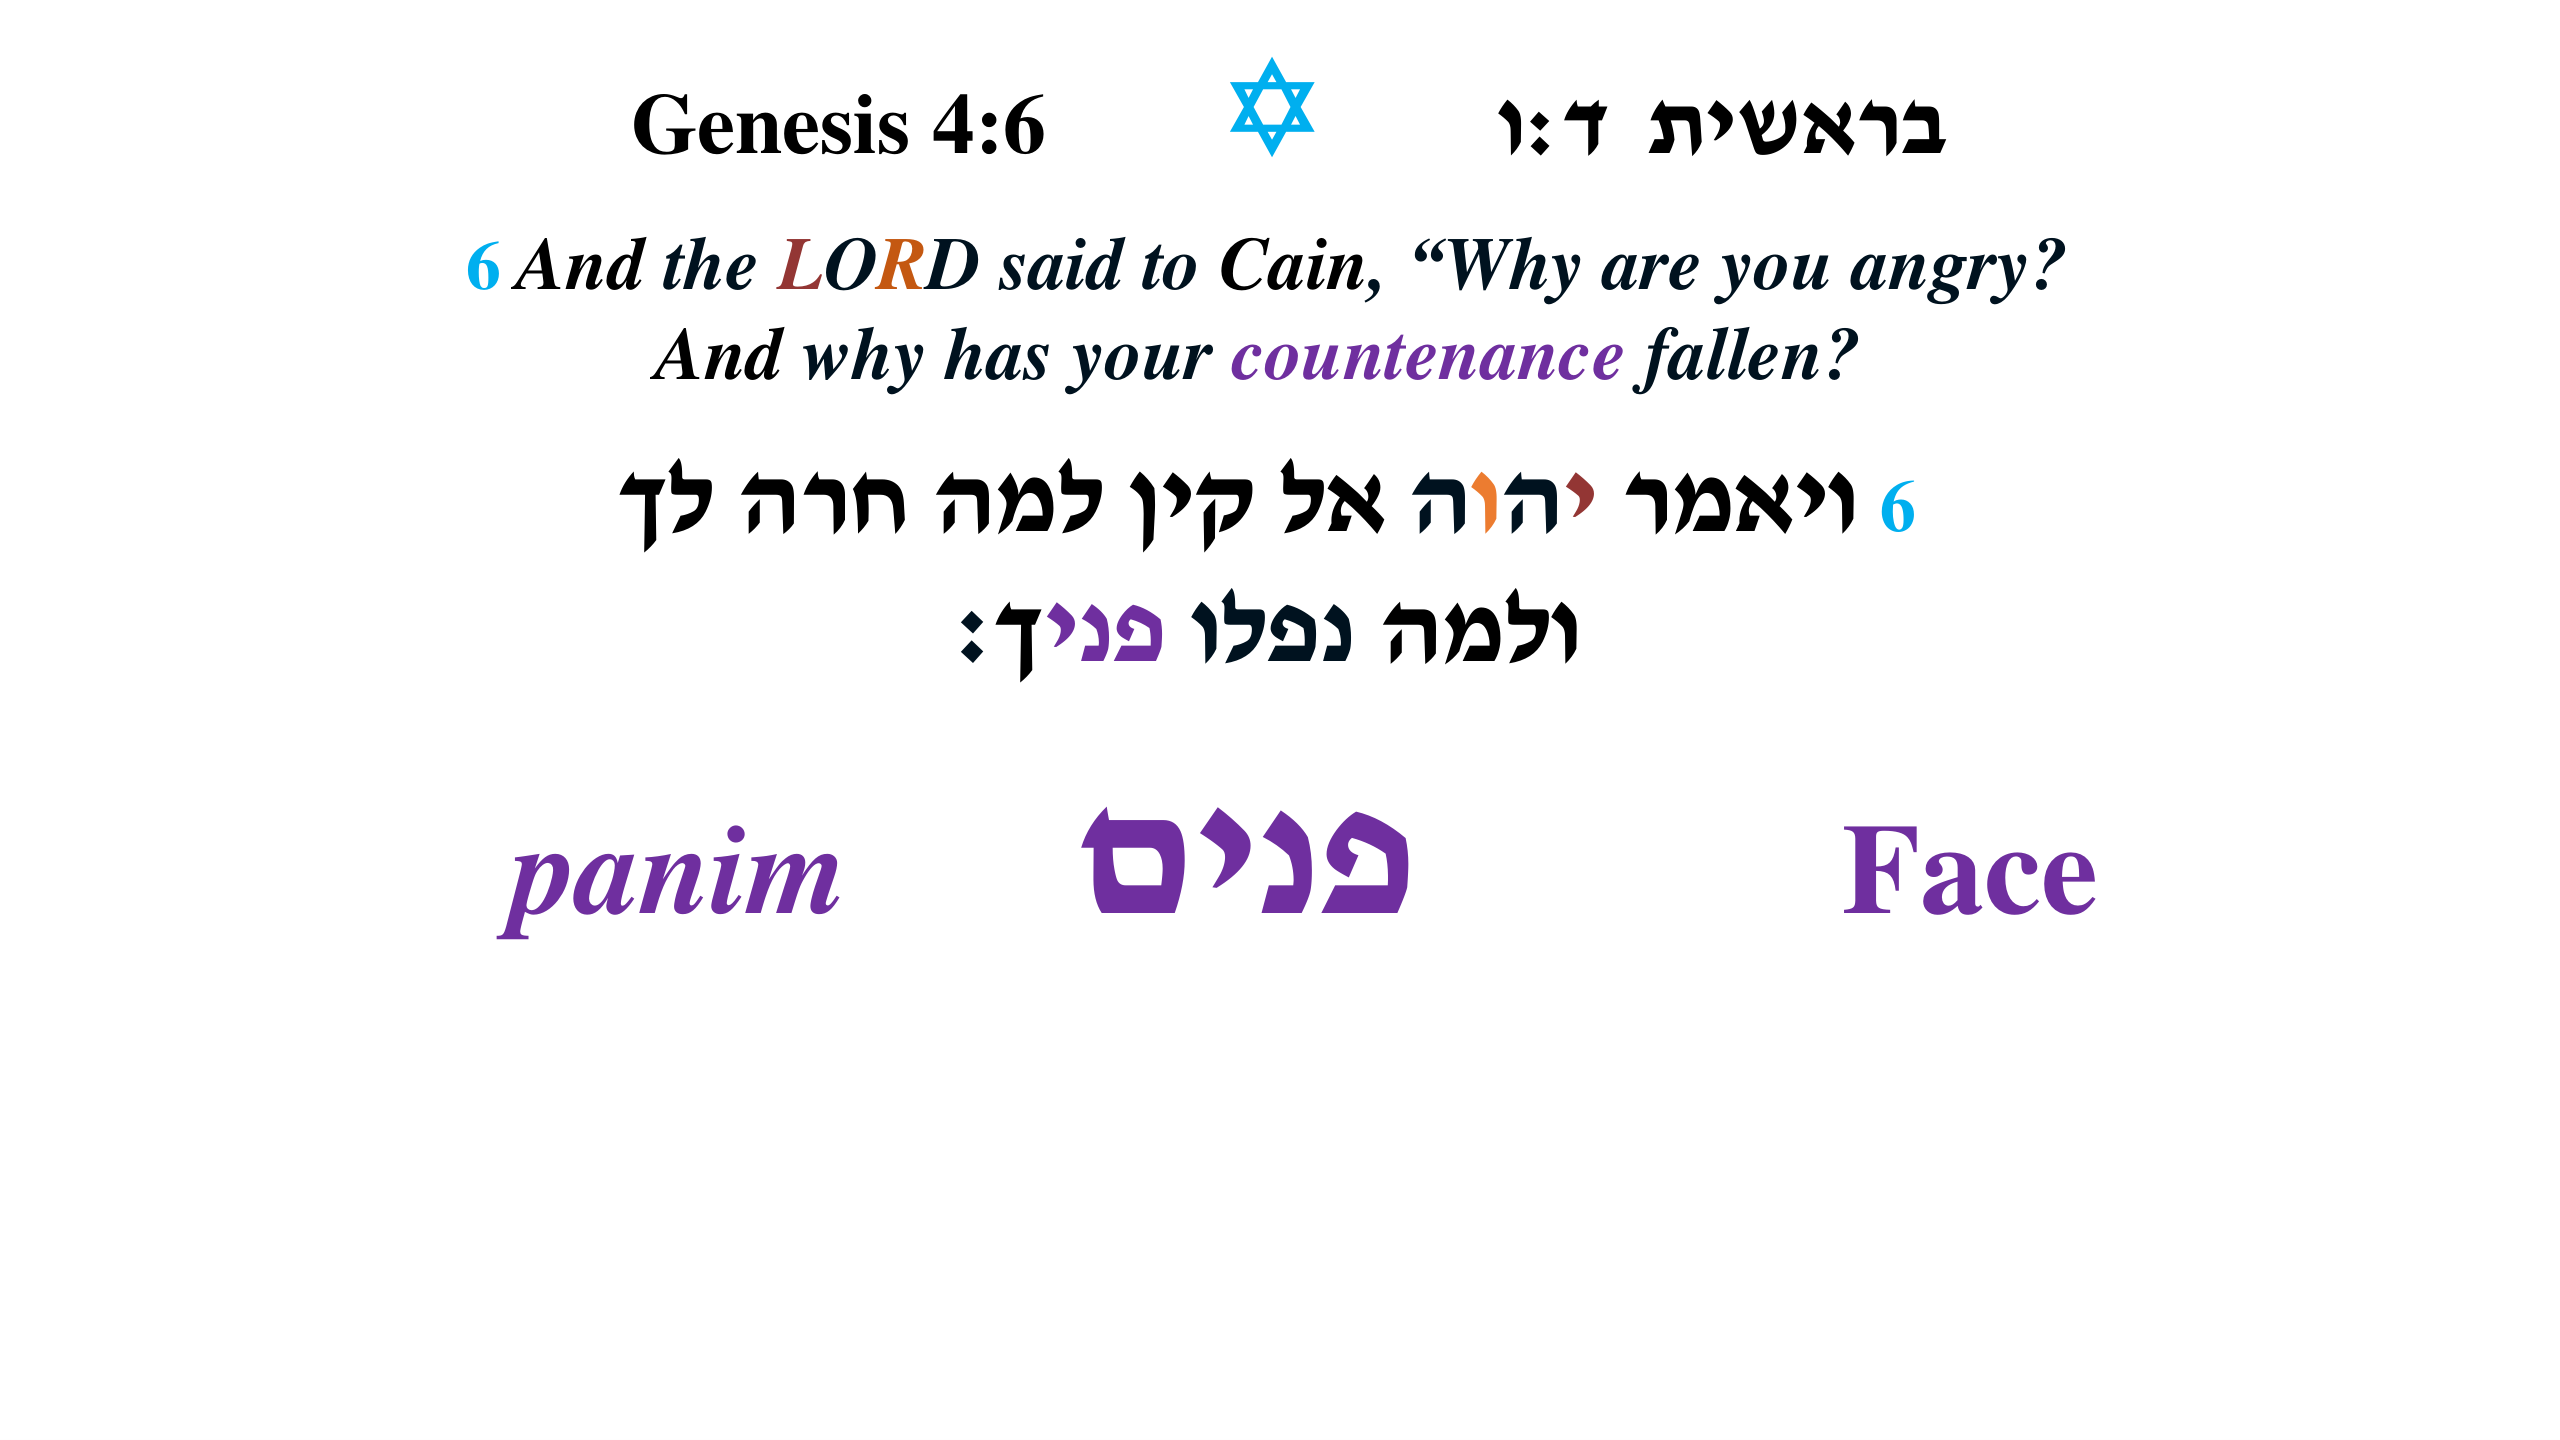 Genesis 4:6 ✡ בראשית ד:ו
6 And the LORD said to Cain, “Why are you angry?
And why has your countenance fallen?
6 ויאמר יהוה אל קין למה חרה לך
ולמה נפלו פניך:
panim פנים Face